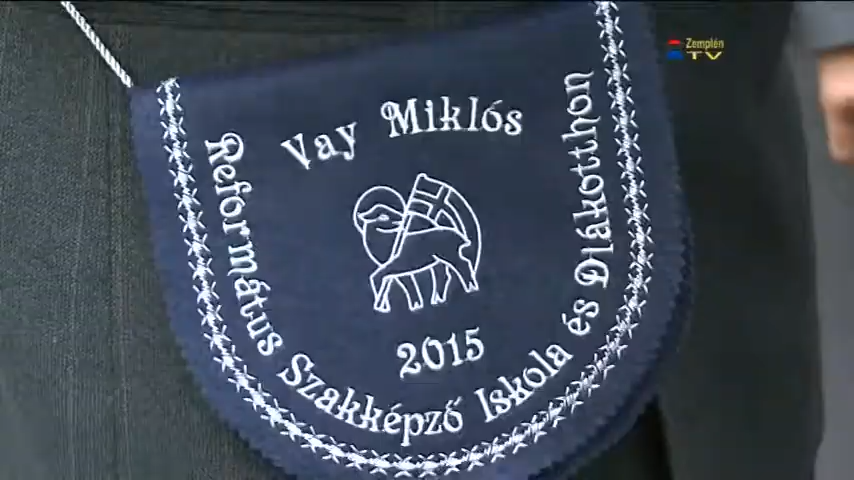 Vay Miklós
Református Szakképző Iskola és Diákotthon
2015
Zemplén
TV